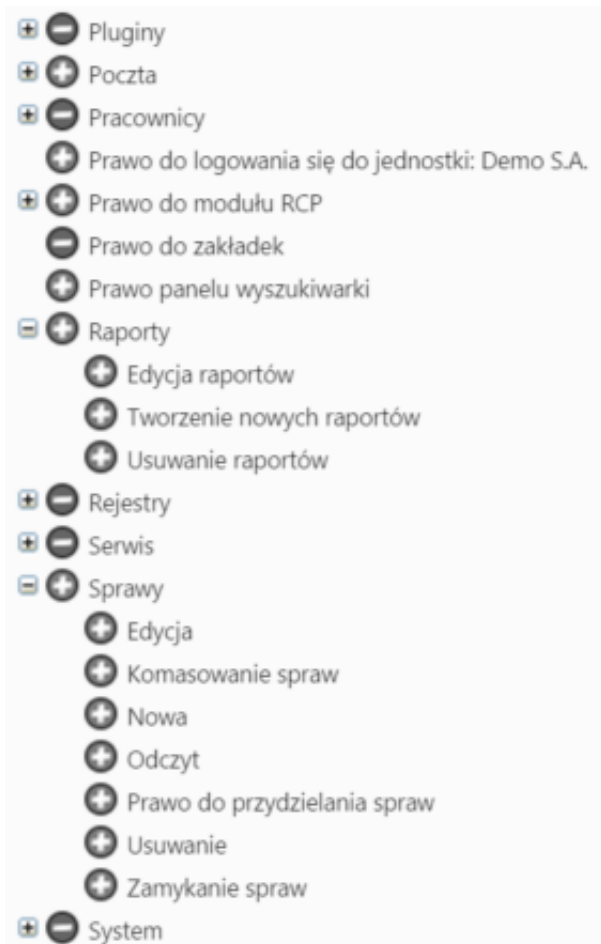 Pluginy
Poczta
Pracownicy
Prawo do logowania się do jednostki: Demo S.A.
Prawo do modułu RCP
Prawo do zakładek
Prawo panelu wyszukiwarki
Raporty
Edycja raportów
Tworzenie nowych raportów
Usuwanie raportów
Rejestry
Serwis
Sprawy
Edycja
Komasowanie spraw
Nowa
Odczyt
Prawo do przydzielania spraw
Usuwanie
Zamykanie spraw
System